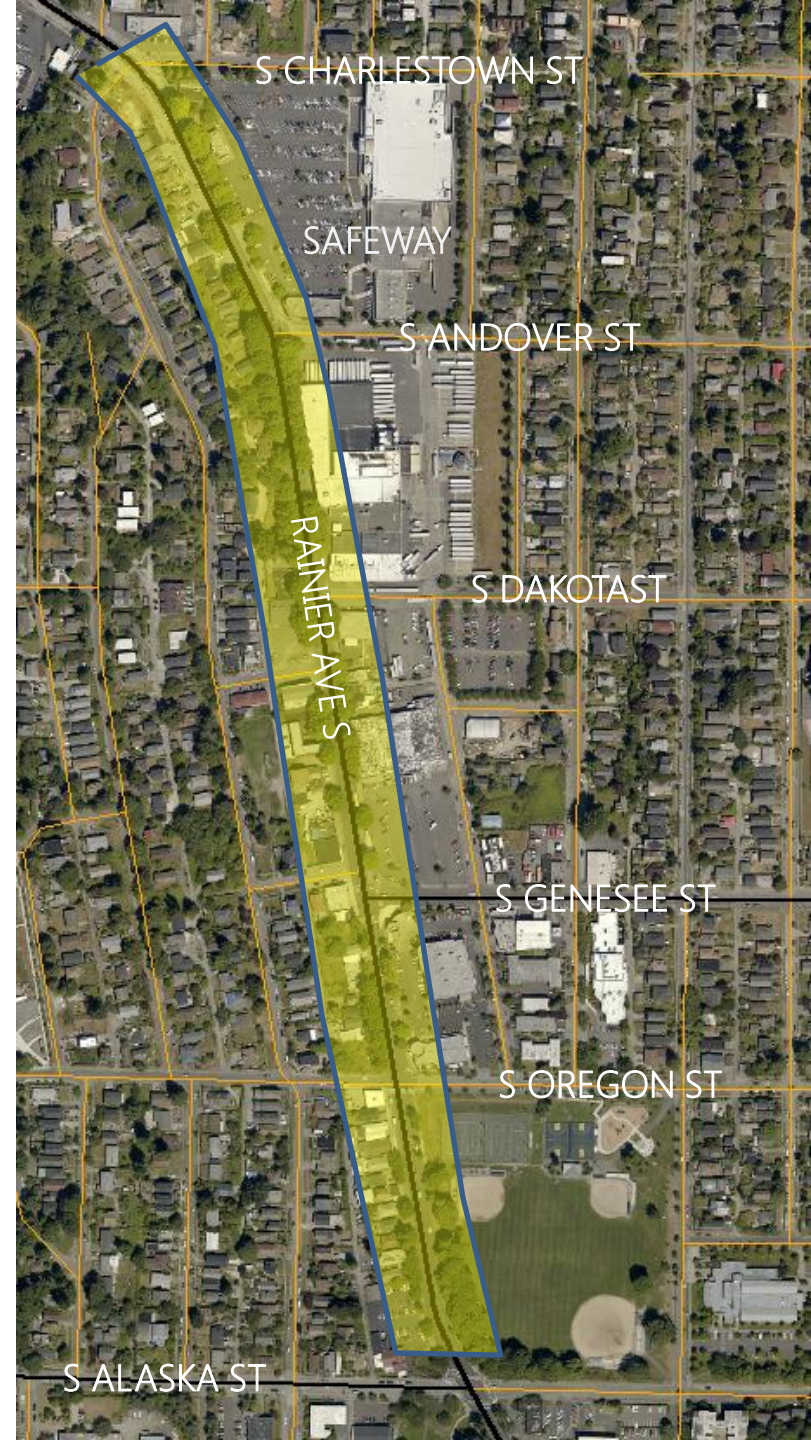 S CHARLESTOWN ST
SAFEWAY
S ANDOVER ST
RAINIER AVE S
S DAKOTAST
S GENESEE ST
S OREGON ST
S ALASKA ST